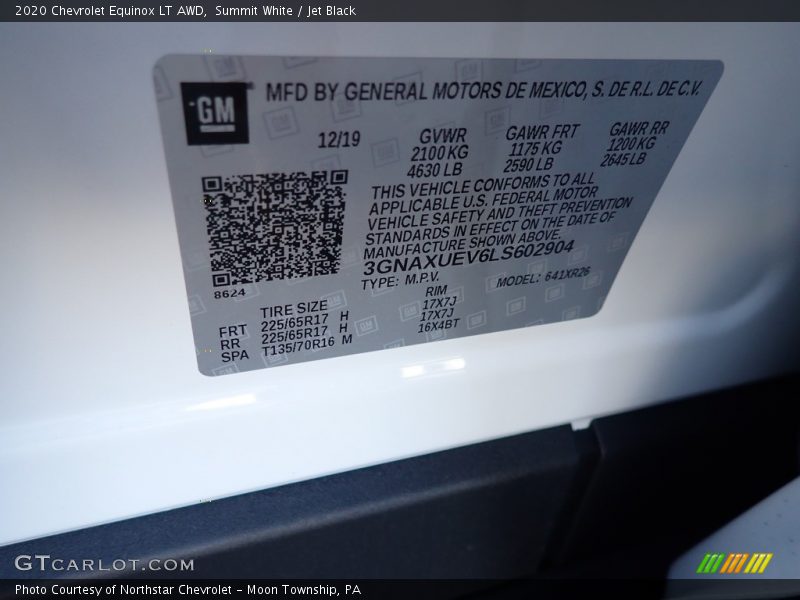 2020 Chevrolet Equinox LT AWD, Summit White / Jet Black
GM
MFD BY GENERAL MOTORS DE MEXICO, S. DE R.L. DE C.V.
12/19
GVWR
2100 KG
4630 LB
GAWR FRT
1175 KG
2590 LB
GAWR RR
1200 KG
2645 LB
THIS VEHICLE CONFORMS TO ALL
APPLICABLE U.S. FEDERAL MOTOR
VEHICLE SAFETY AND THEFT PREVENTION
STANDARDS IN EFFECT ON THE DATE OF
MANUFACTURE SHOWN ABOVE.
3GNAXUEV6LS602904
TYPE: M.P.V. MODEL: 641XR26
8624
TIRE SIZE RIM
FRT 225/65R17 H 17X7J
RR 225/65R17 H 17X7J
SPA T135/70R16 M 16X4BT
GTCARLOT.COM
Photo Courtesy of Northstar Chevrolet - Moon Township, PA